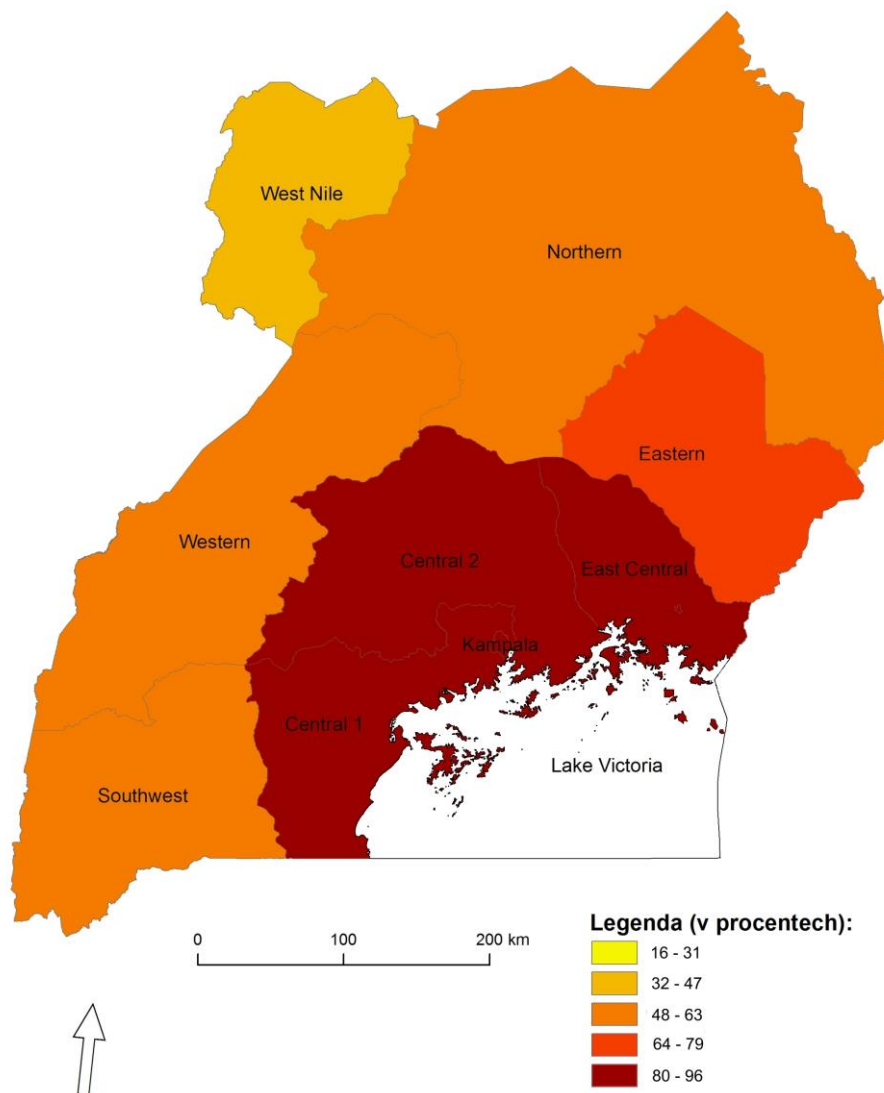 West Nile
Northern
Eastern
Western
Central 2
East Central
Kampala
Central 1
Lake Victoria
Southwest
Legenda (v procentech):
0 100 200 km
16 - 31
32 - 47
48 - 63
64 - 79
80 - 96